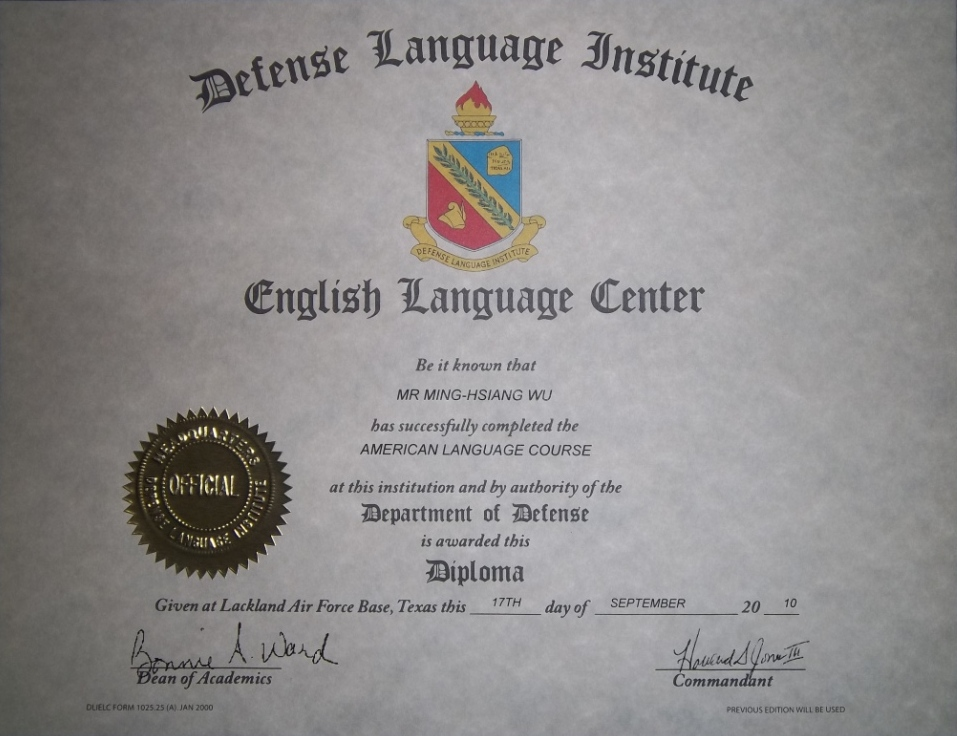 Defense Language Institute
DEFENSE LANGUAGE INSTITUTE
English Language Center
Be it known that
MR MING-HSIANG WU
has successfully completed the
AMERICAN LANGUAGE COURSE
HEADQUARTERS
OFFICIAL
DEFENSE LANGUAGE INSTITUTE
at this institution and by authority of the
Department of Defense
is awarded this
Diploma
Given at Lackland Air Force Base, Texas this 17TH day of SEPTEMBER 20 10
Bonnie A. Ward
Howard S Jones III
Dean of Academics
Commandant
DLIELC FORM 1025.25 (A) JAN 2000
PREVIOUS EDITION WILL BE USED